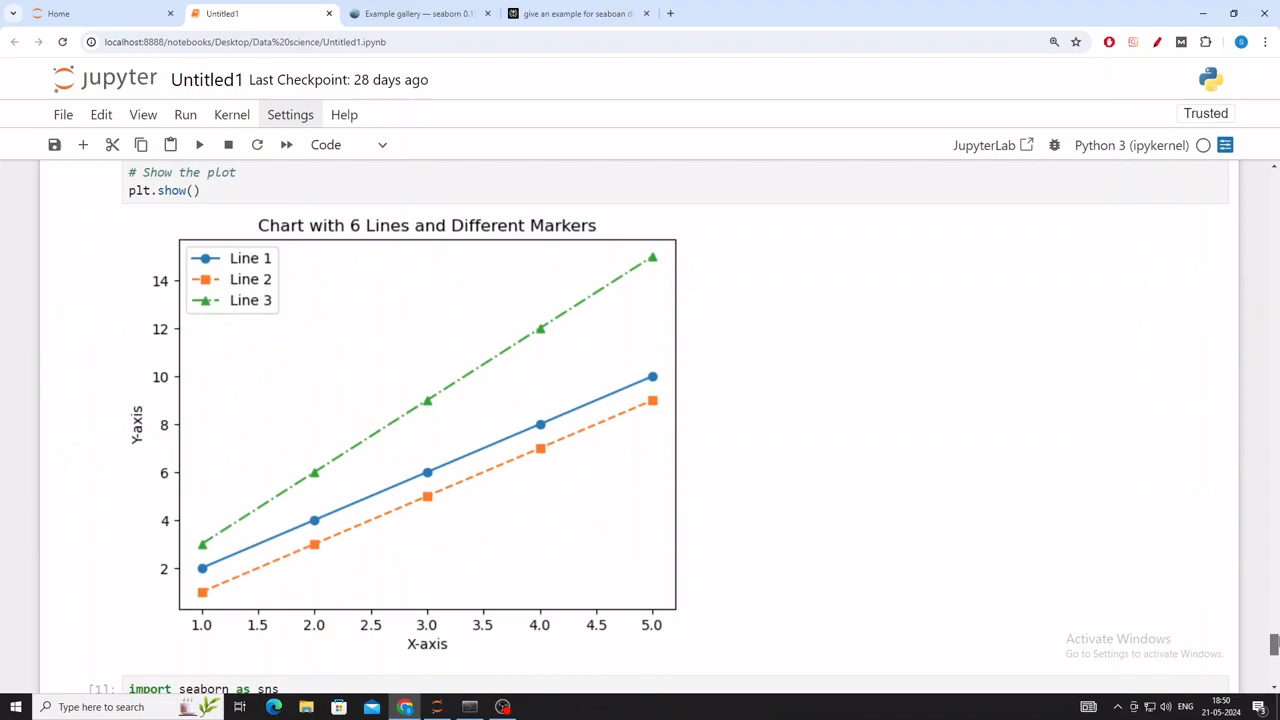 Home
Untitled1
Example gallery — seaborn 0.1
give an example for seaboan d
localhost:8888/notebooks/Desktop/Data%20science/Untitled1.ipynb
jupyter Untitled1 Last Checkpoint: 28 days ago
File Edit View Run Kernel Settings Help
Trusted
Code
JupyterLab
Python 3 (ipykernel)
# Show the plot
plt.show()
Chart with 6 Lines and Different Markers
Line 1
Line 2
Line 3
14
12
10
8
6
4
2
Y-axis
1.0 1.5 2.0 2.5 3.0 3.5 4.0 4.5 5.0
X-axis
Activate Windows
Go to Settings to activate Windows.
[1]: import seaborn as sns
Type here to search
18:50
21-05-2024